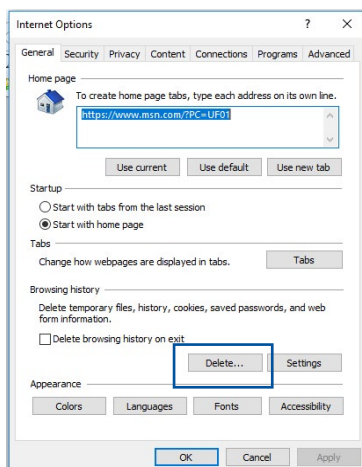 Internet Options ? ×
General Security Privacy Content Connections Programs Advanced
Home page
To create home page tabs, type each address on its own line.
https://www.msn.com/?PC=UF01
Use current Use default Use new tab
Startup
Start with tabs from the last session
Start with home page
Tabs
Change how webpages are displayed in tabs. Tabs
Browsing history
Delete temporary files, history, cookies, saved passwords, and web
form information.
Delete browsing history on exit
Delete... Settings
Appearance
Colors Languages Fonts Accessibility
OK Cancel Apply